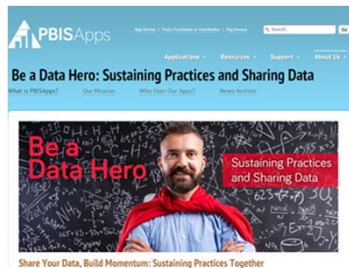 PBISApps
App Demos | Find a Facilitator or Coordinator | Pay Invoice
Search..
Go
Applications
Resources
Support
About Us
Be a Data Hero: Sustaining Practices and Sharing Data
What is PBISApps?
Our Mission
Who Uses Our Apps?
News Archive
Be a
Data Hero
Sustaining Practices
and Sharing Data
Share Your Data, Build Momentum: Sustaining Practices Together